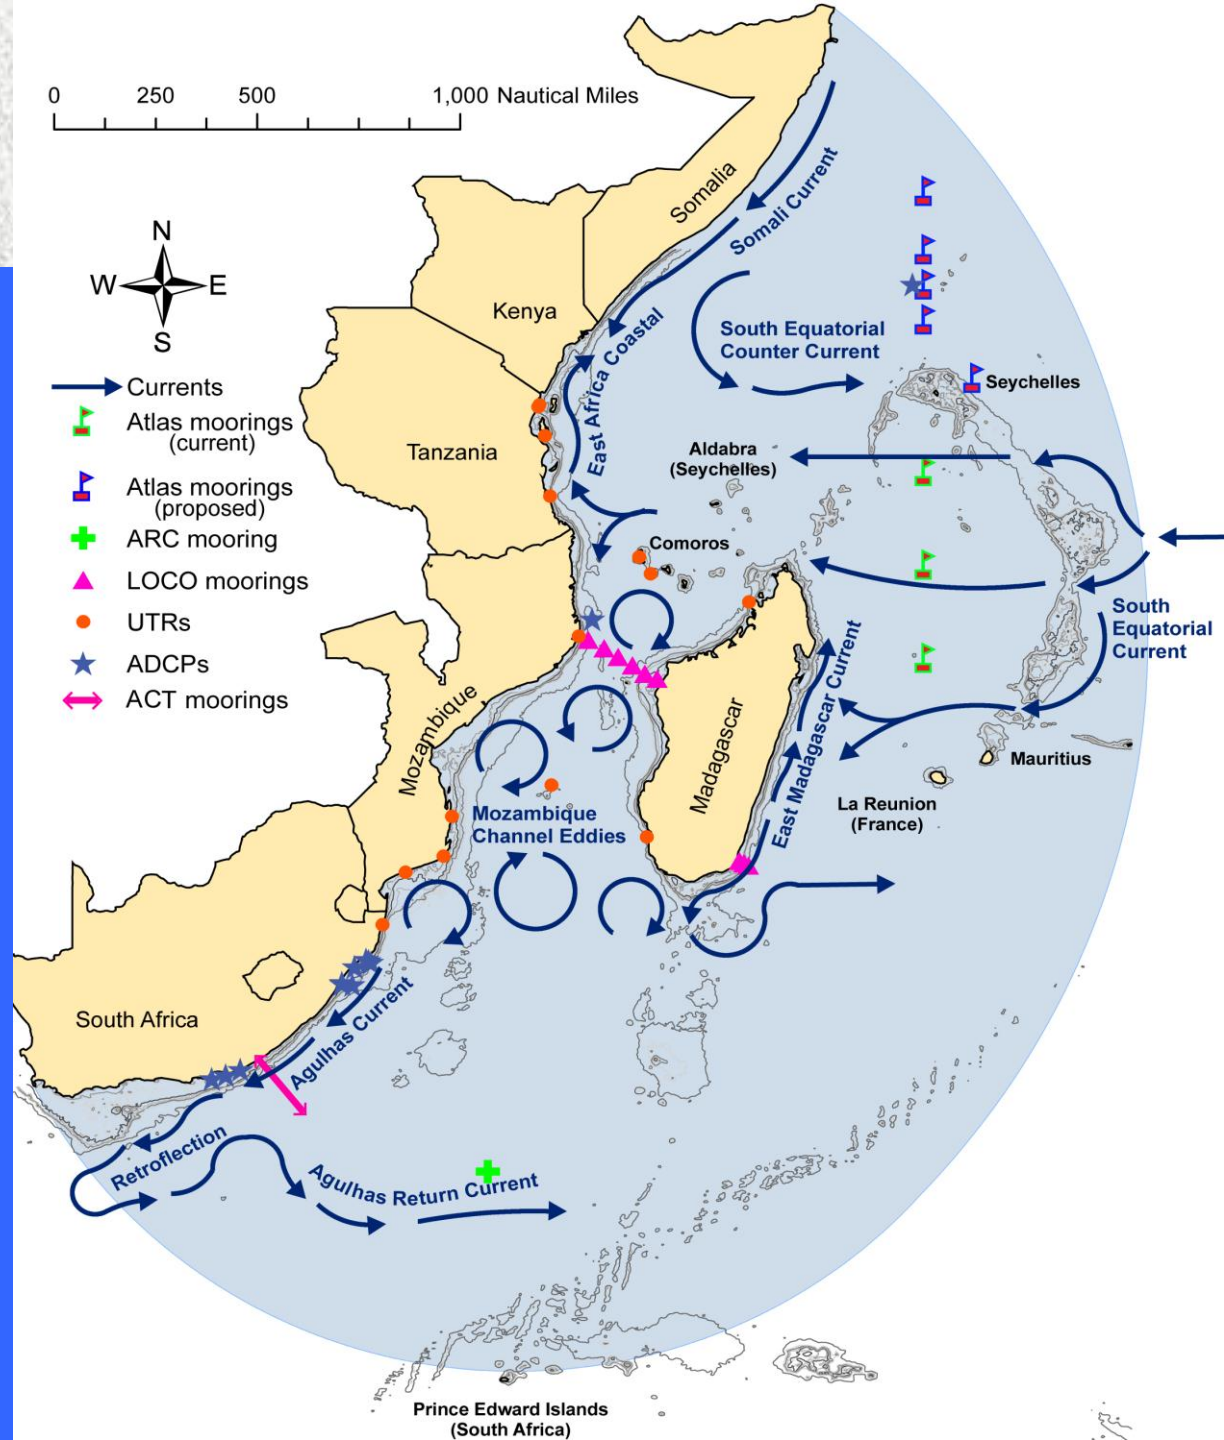 0 250 500 1,000 Nautical Miles
N
W E
S
Currents
Atlas moorings
(current)
Atlas moorings
(proposed)
ARC mooring
LOCO moorings
UTRs
ADCPs
ACT moorings
Somalia
Somali Current
Kenya
South Equatorial
Counter Current
Seychelles
East Africa Coastal
Tanzania
Aldabra
(Seychelles)
Comoros
South
Equatorial
Current
Mozambique
Madagascar
East Madagascar Current
Mauritius
La Reunion
(France)
Mozambique
Channel Eddies
South Africa
Agulhas Current
Retroflection
Agulhas Return Current
Prince Edward Islands
(South Africa)